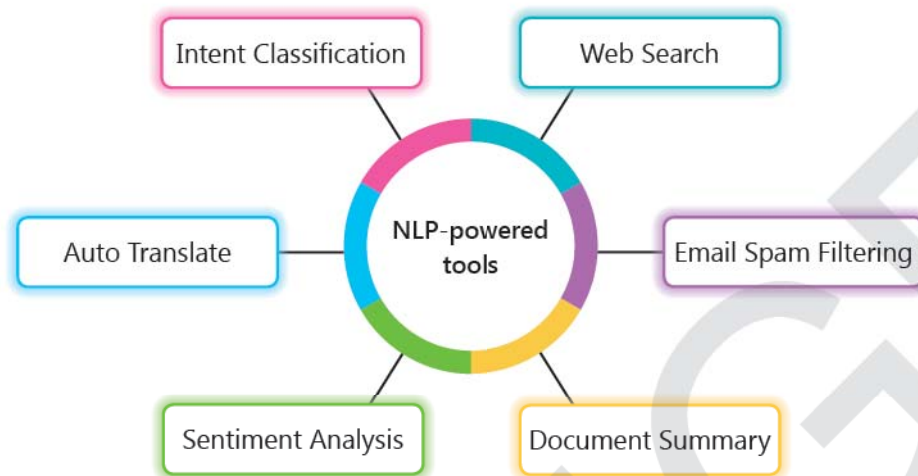 Intent Classification
Web Search
NLP-powered
tools
Auto Translate
Email Spam Filtering
Sentiment Analysis
Document Summary